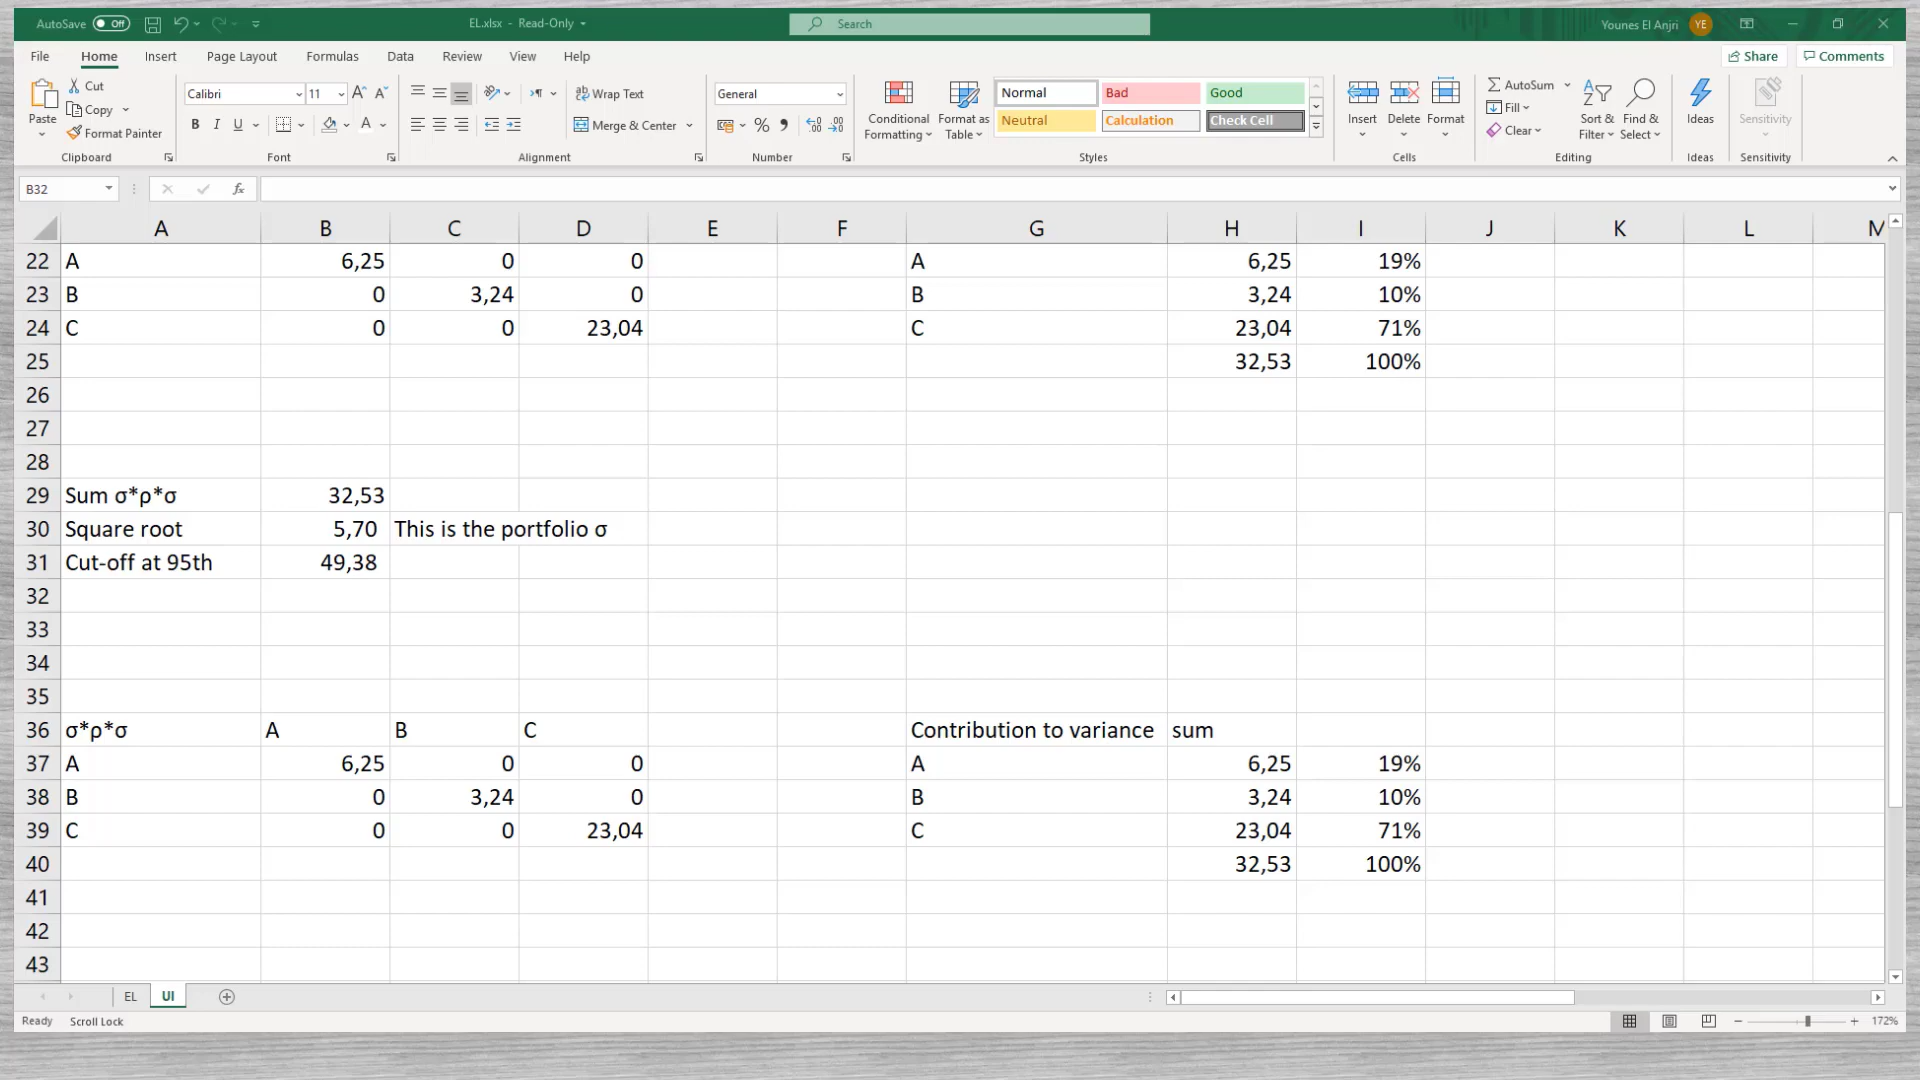 AutoSave Off EL.xlsx - Read-Only Search Younes El Anjri YE
File Home Insert Page Layout Formulas Data Review View Help Share Comments
Paste Cut Copy Format Painter Clipboard
Calibri 11 B I U Font
Wrap Text Merge & Center Alignment
General % Number
Conditional Formatting Format as Table
Normal Bad Good
Neutral Calculation Check Cell
Styles
Insert Delete Format Cells
AutoSum Fill Clear Sort & Filter Find & Select Editing
Ideas Ideas
Sensitivity Sensitivity
B32 fx
A B C D E F G H I J K L M
22 A 6,25 0 0 A 6,25 19%
23 B 0 3,24 0 B 3,24 10%
24 C 0 0 23,04 C 23,04 71%
25 32,53 100%
26
27
28
29 Sum σ*ρ*σ 32,53
30 Square root 5,70 This is the portfolio σ
31 Cut-off at 95th 49,38
32
33
34
35
36 σ*ρ*σ A B C Contribution to variance sum
37 A 6,25 0 0 A 6,25 19%
38 B 0 3,24 0 B 3,24 10%
39 C 0 0 23,04 C 23,04 71%
40 32,53 100%
41
42
43
EL UI
Ready Scroll Lock 172%